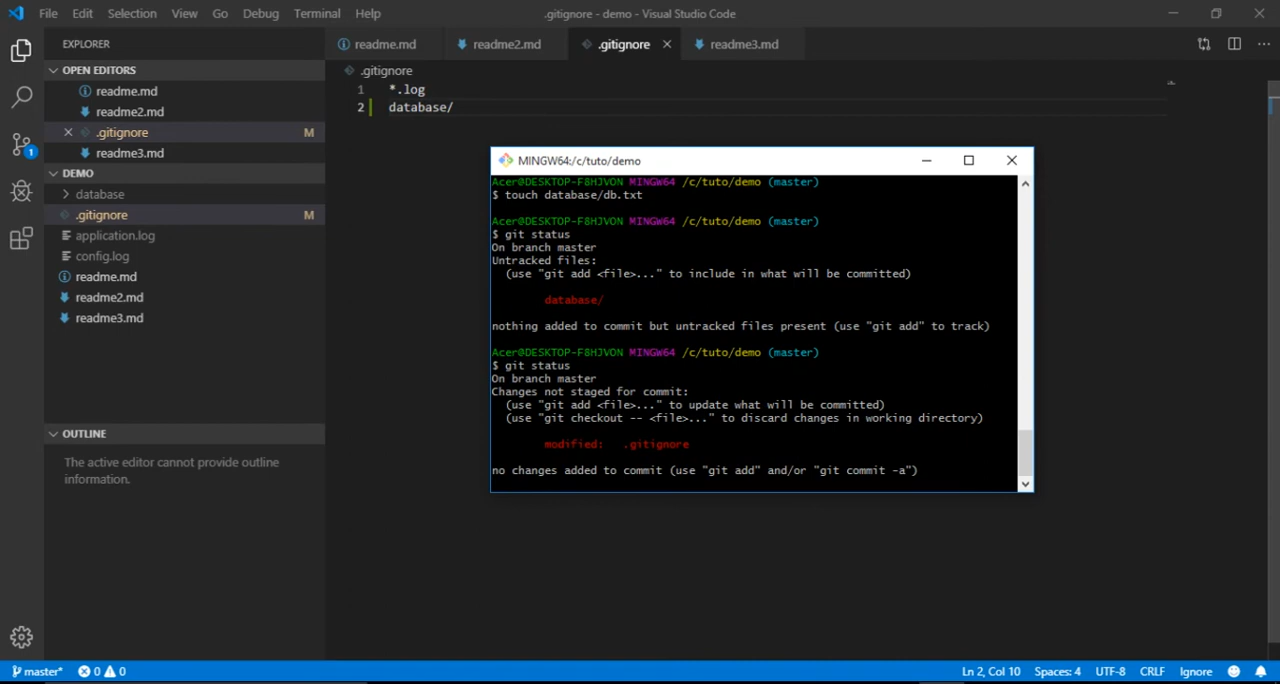 File Edit Selection View Go Debug Terminal Help
.gitignore - demo - Visual Studio Code
EXPLORER
OPEN EDITORS
readme.md
readme2.md
.gitignore M
readme3.md
DEMO
database
.gitignore M
application.log
config.log
readme.md
readme2.md
readme3.md
OUTLINE
The active editor cannot provide outline
information.
1
readme.md readme2.md .gitignore readme3.md
.gitignore
1 *.log
2 database/
MINGW64:/c/tuto/demo
Acer@DESKTOP-F8HJVON MINGW64 /c/tuto/demo (master)
$ touch database/db.txt
Acer@DESKTOP-F8HJVON MINGW64 /c/tuto/demo (master)
$ git status
On branch master
Untracked files:
(use "git add <file>..." to include in what will be committed)
database/
nothing added to commit but untracked files present (use "git add" to track)
Acer@DESKTOP-F8HJVON MINGW64 /c/tuto/demo (master)
$ git status
On branch master
Changes not staged for commit:
(use "git add <file>..." to update what will be committed)
(use "git checkout -- <file>..." to discard changes in working directory)
modified: .gitignore
no changes added to commit (use "git add" and/or "git commit -a")
master* 0 0
Ln 2, Col 10 Spaces: 4 UTF-8 CRLF Ignore